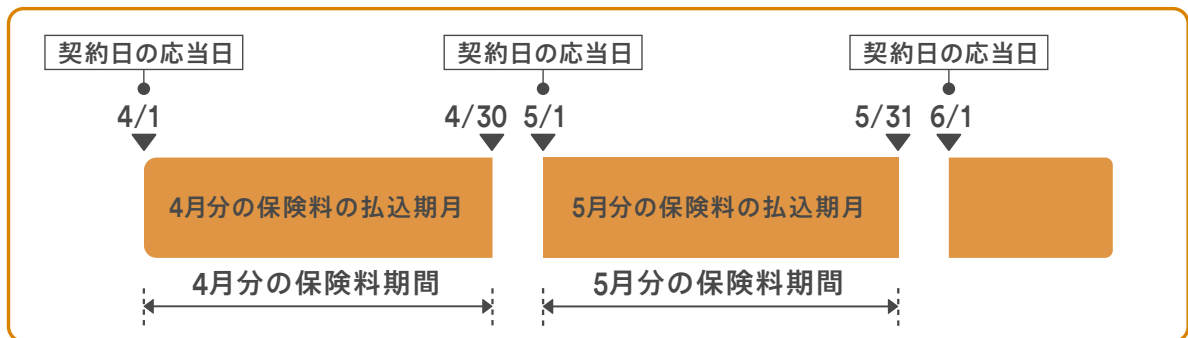 契約日の応当日 契約日の応当日 契約日の応当日
4/1 4/30 5/1 5/31 6/1
4月分の保険料の払込期月 5月分の保険料の払込期月
4月分の保険料期間 5月分の保険料期間